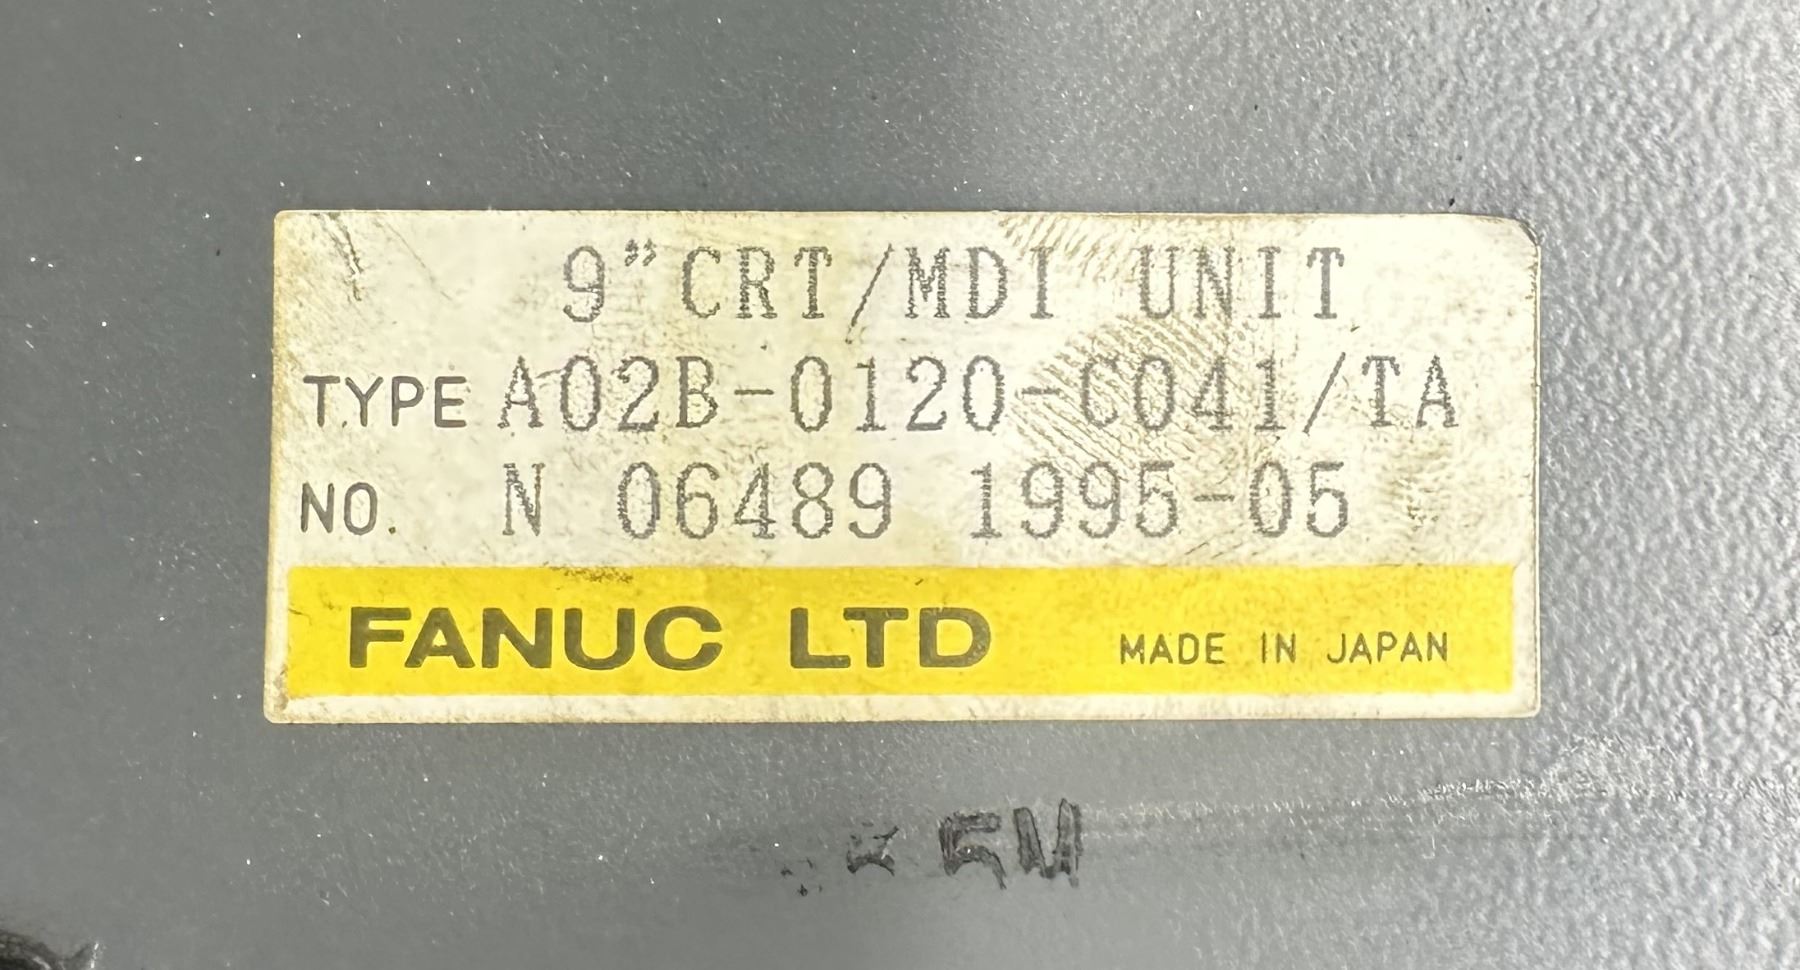 9"CRT/MDI UNIT
TYPE A02B-0120-C041/TA
NO. N 06489 1995-05
FANUC LTD MADE IN JAPAN